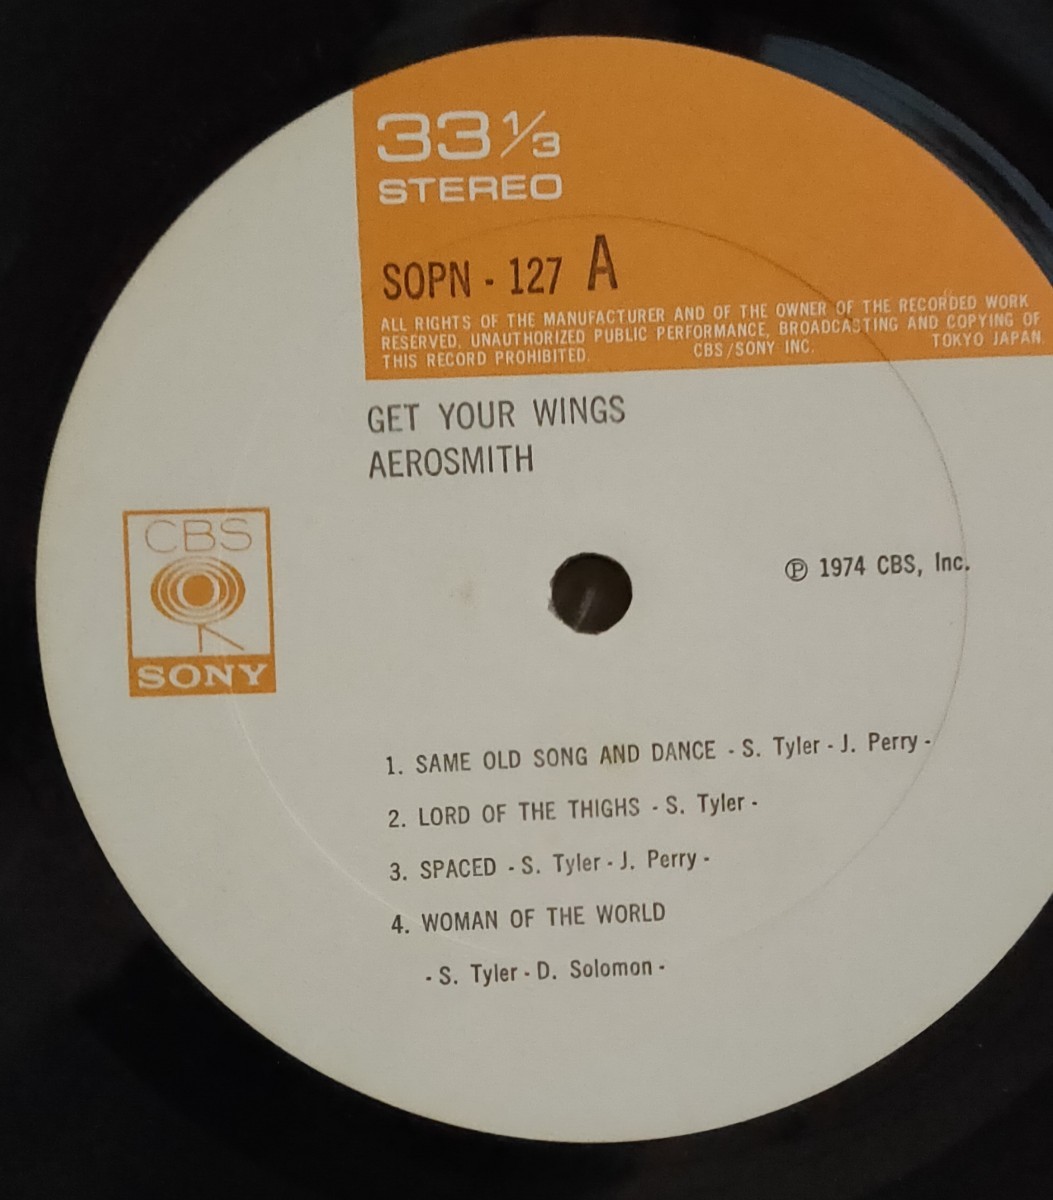 33 1/3
STEREO
SOPN - 127 A
ALL RIGHTS OF THE MANUFACTURER AND OF THE OWNER OF THE RECORDED WORK
RESERVED. UNAUTHORIZED PUBLIC PERFORMANCE, BROADCASTING AND COPYING OF
THIS RECORD PROHIBITED. CBS/SONY INC. TOKYO JAPAN
GET YOUR WINGS
AEROSMITH
CBS
SONY
Ⓟ 1974 CBS, Inc.
1. SAME OLD SONG AND DANCE - S. Tyler - J. Perry -
2. LORD OF THE THIGHS - S. Tyler -
3. SPACED - S. Tyler - J. Perry -
4. WOMAN OF THE WORLD
- S. Tyler - D. Solomon -